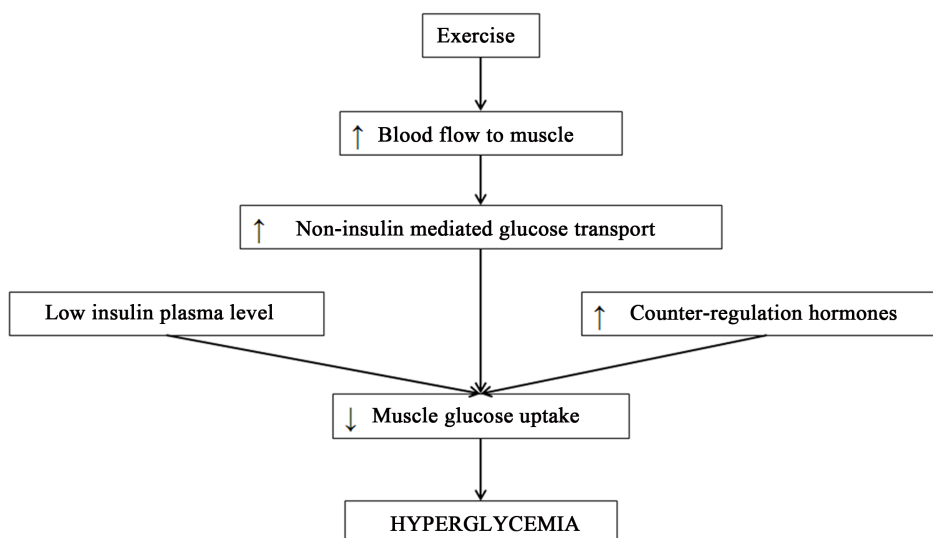 Exercise
↑ Blood flow to muscle
↑ Non-insulin mediated glucose transport
Low insulin plasma level
↑ Counter-regulation hormones
↓ Muscle glucose uptake
HYPERGLYCEMIA